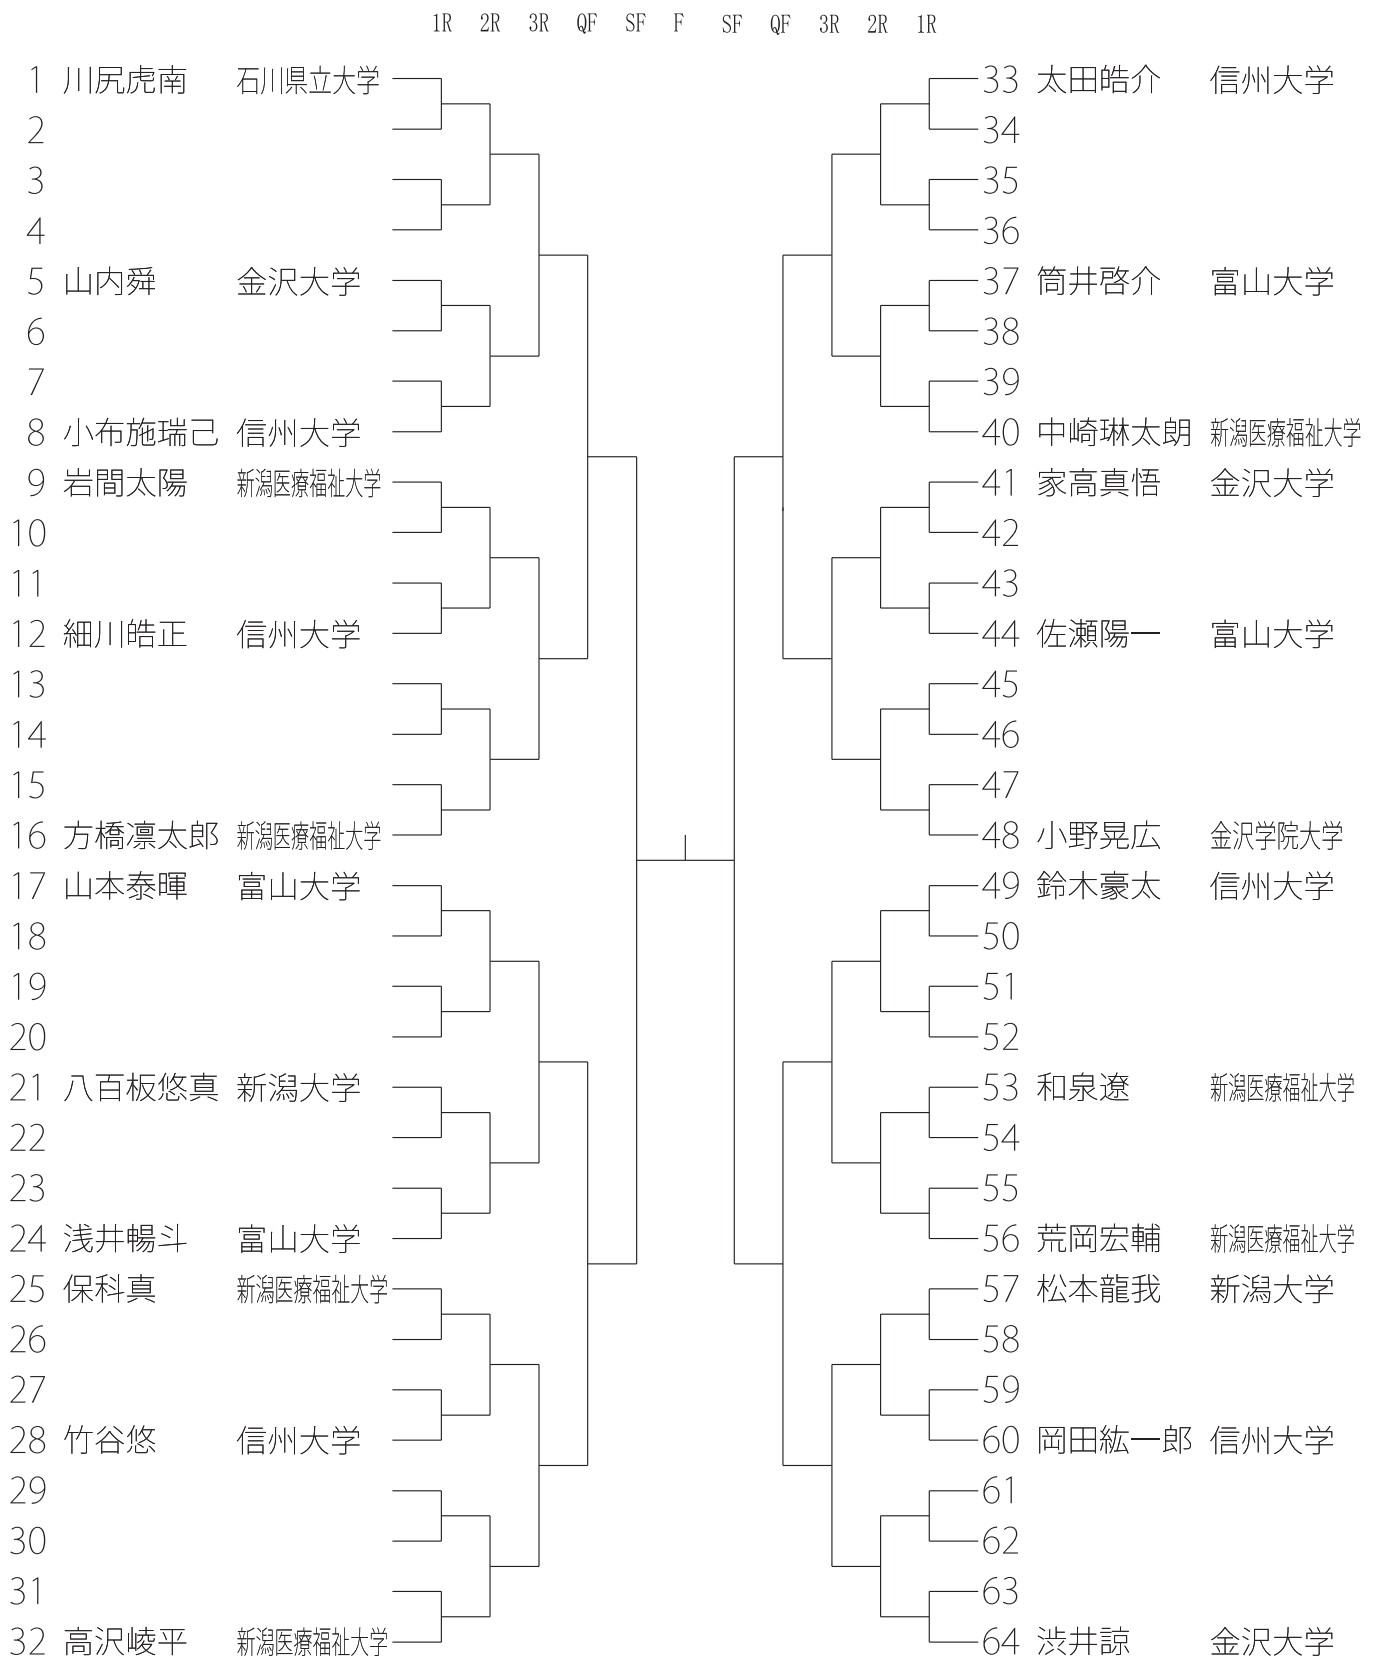 1R 2R 3R QF SF F SF QF 3R 2R 1R
1 川尻虎南 石川県立大学
2
3
4
5 山内舜 金沢大学
6
7
8 小布施瑞己 信州大学
9 岩間太陽 新潟医療福祉大学
10
11
12 細川皓正 信州大学
13
14
15
16 方橋凛太郎 新潟医療福祉大学
17 山本泰暉 富山大学
18
19
20
21 八百板悠真 新潟大学
22
23
24 浅井暢斗 富山大学
25 保科真 新潟医療福祉大学
26
27
28 竹谷悠 信州大学
29
30
31
32 高沢崚平 新潟医療福祉大学
33 太田皓介 信州大学
34
35
36
37 筒井啓介 富山大学
38
39
40 中崎琳太朗 新潟医療福祉大学
41 家高真悟 金沢大学
42
43
44 佐瀬陽一 富山大学
45
46
47
48 小野晃広 金沢学院大学
49 鈴木豪太 信州大学
50
51
52
53 和泉遼 新潟医療福祉大学
54
55
56 荒岡宏輔 新潟医療福祉大学
57 松本龍我 新潟大学
58
59
60 岡田紘一郎 信州大学
61
62
63
64 渋井諒 金沢大学